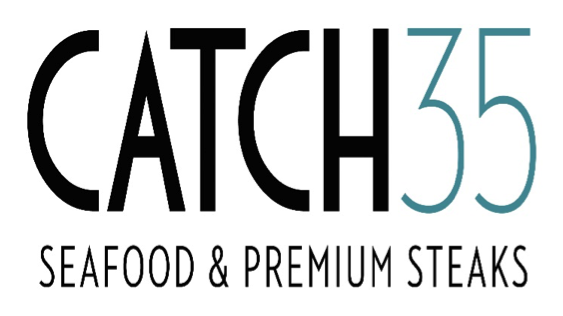 CATCH35
SEAFOOD & PREMIUM STEAKS